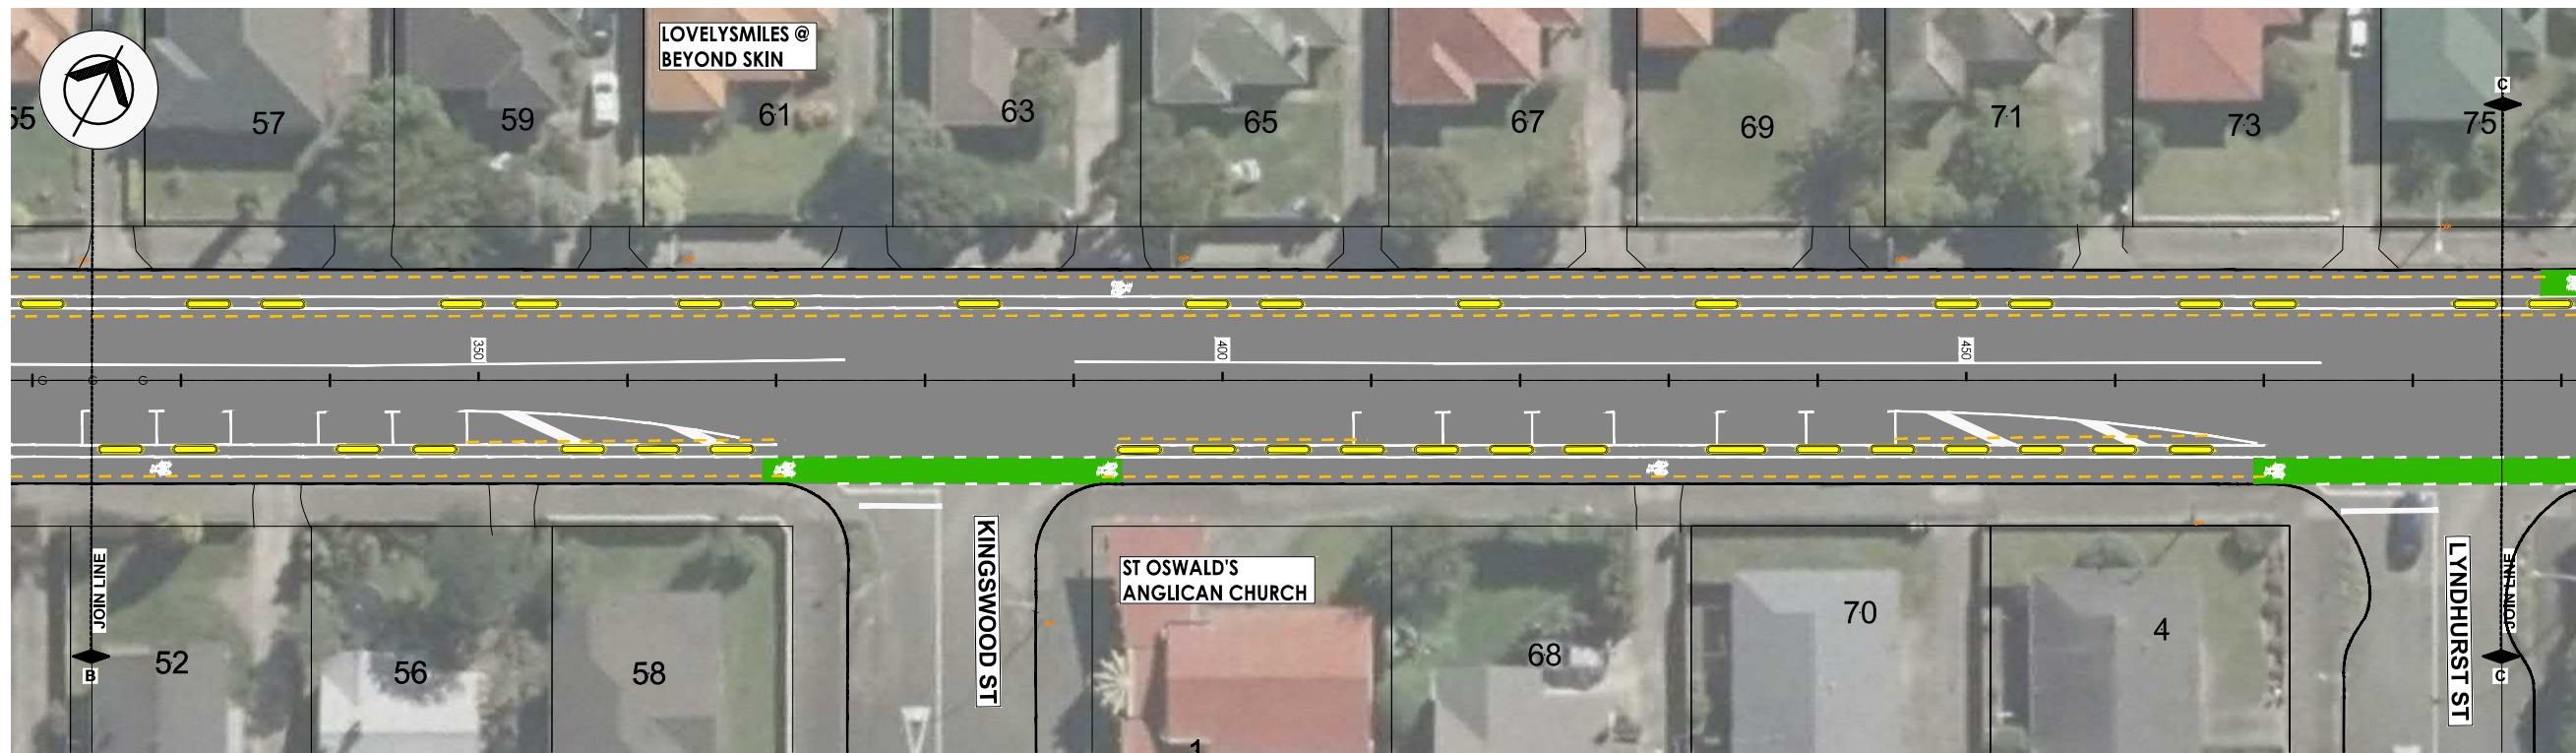 LOVELYSMILES @
BEYOND SKIN
55
57
59
61
63
65
67
69
71
73
75
C
350
400
450
G
G
G
JOIN LINE
B
52
56
58
KINGSWOOD ST
ST OSWALD'S
ANGLICAN CHURCH
1
68
70
4
LYNDHURST ST
JOIN LINE
C